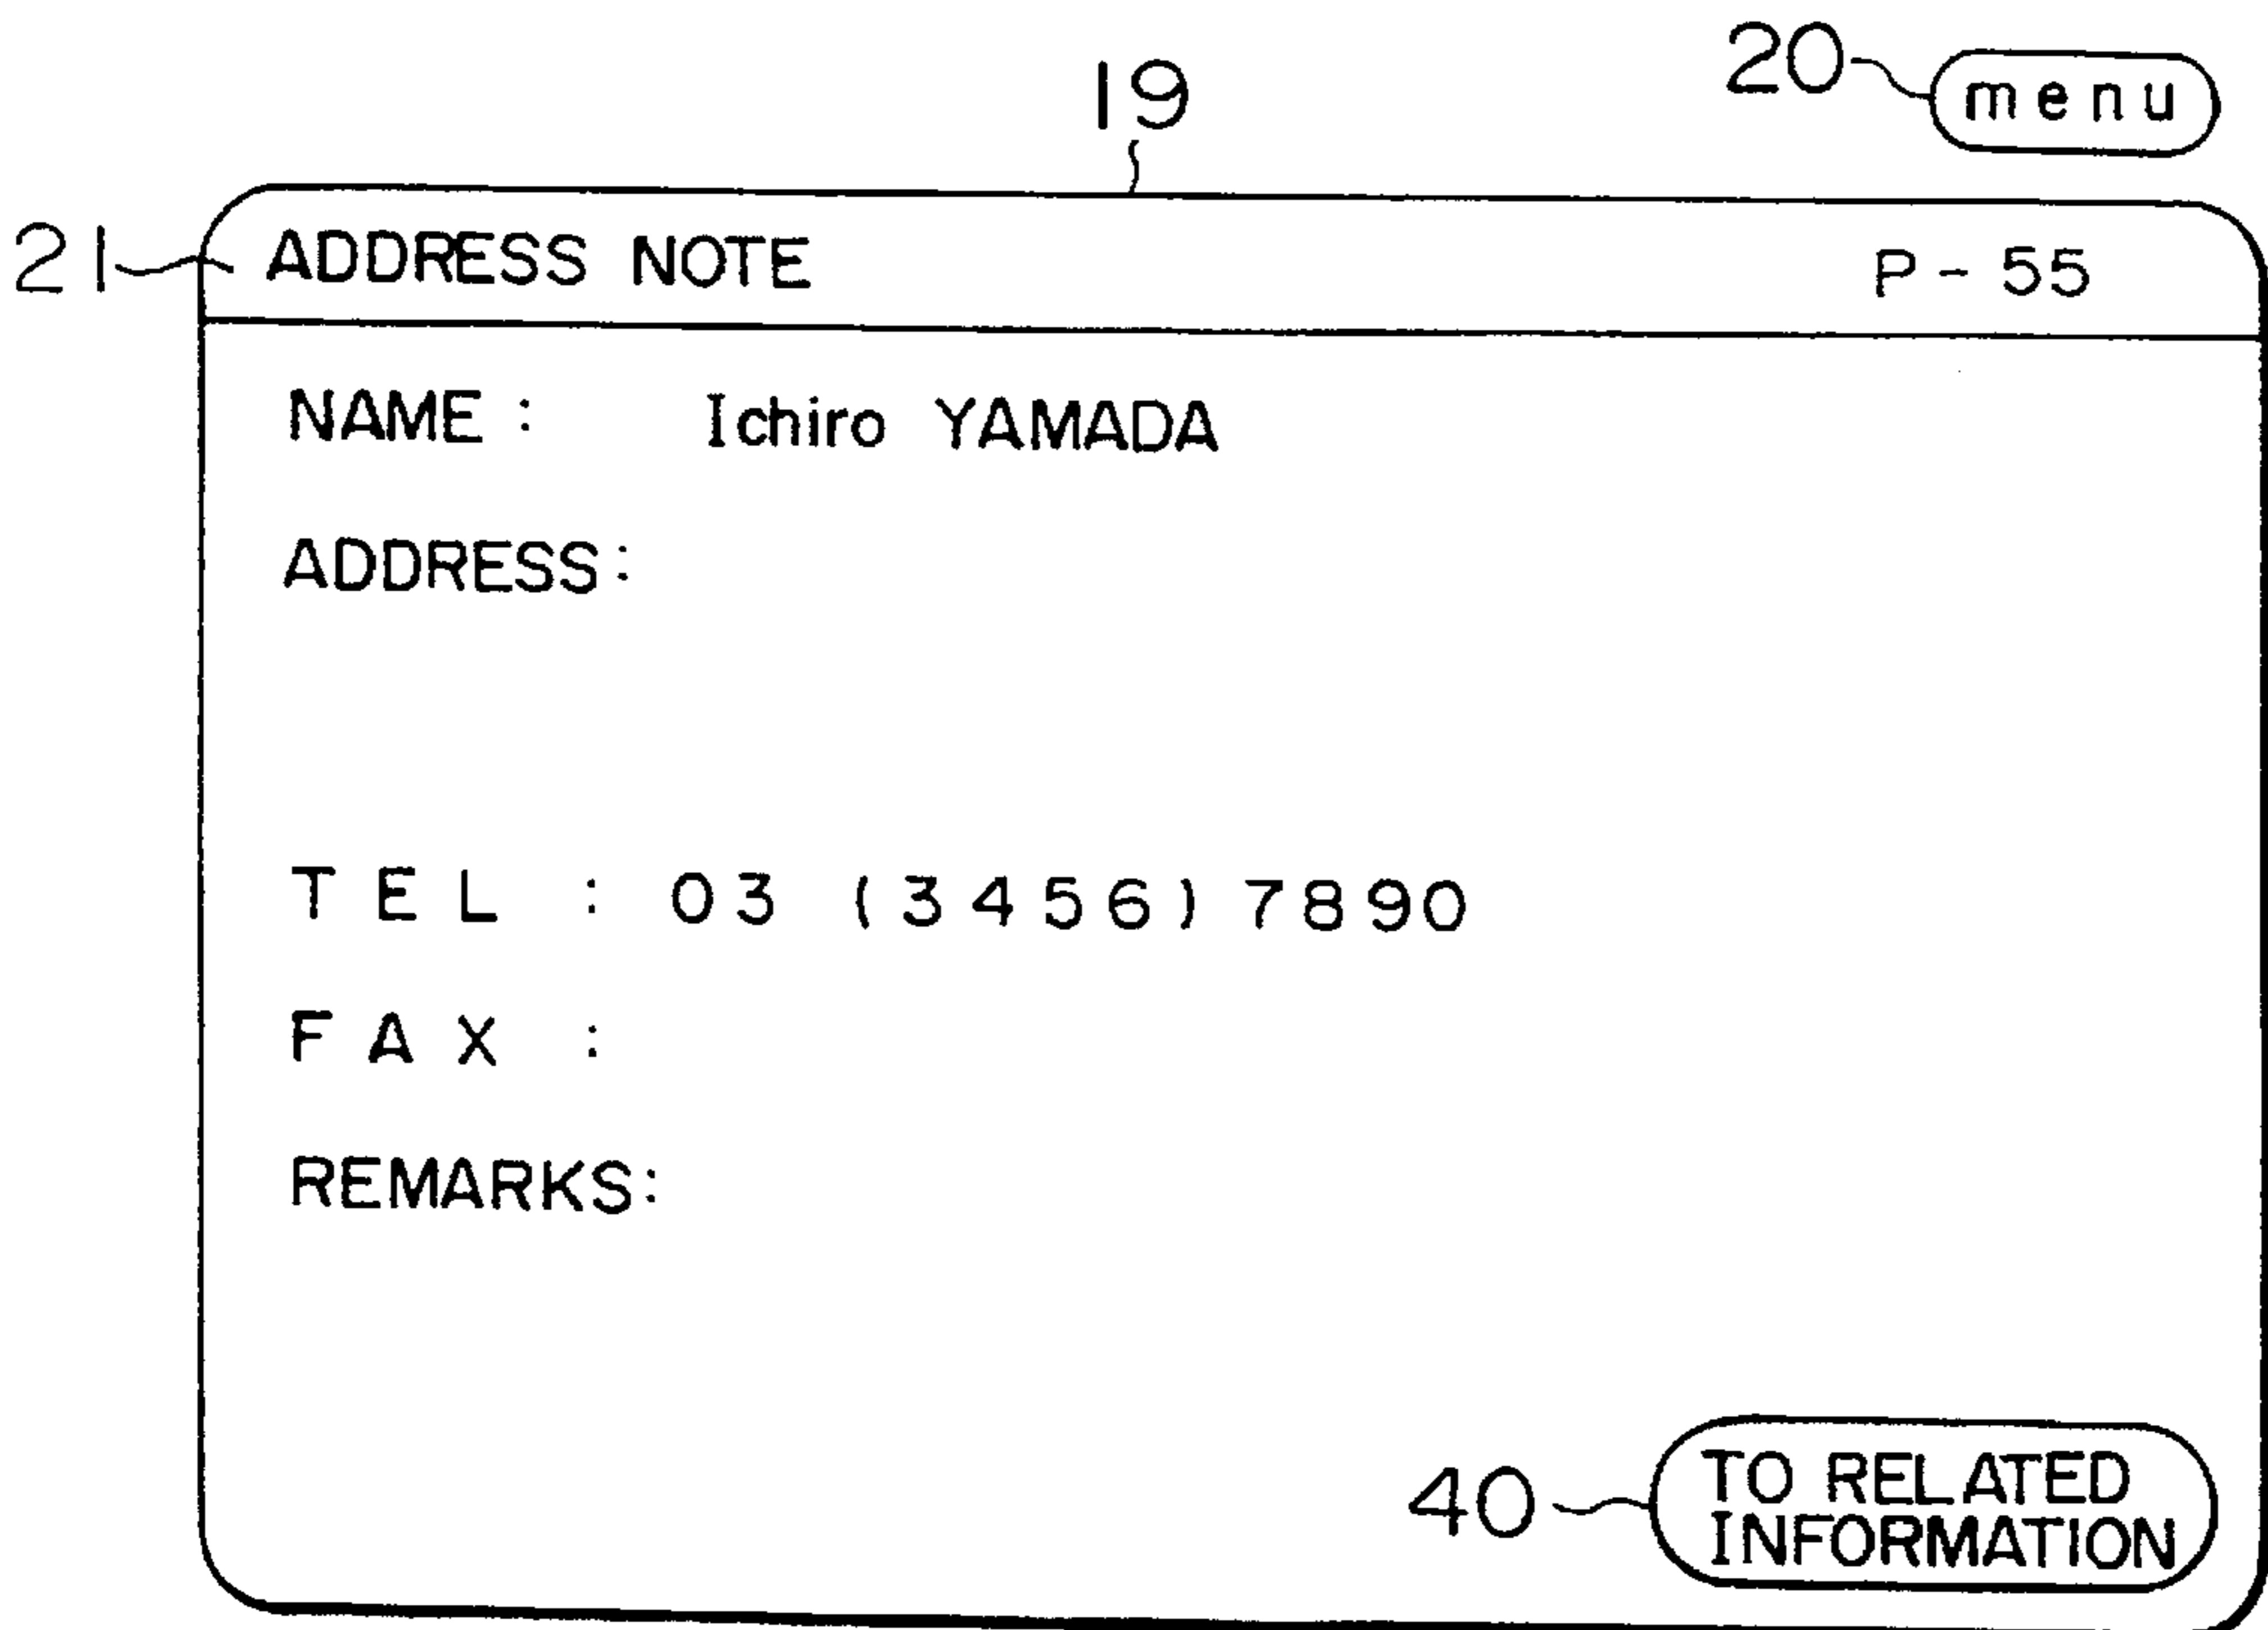 20 menu
19
21 ADDRESS NOTE P-55
NAME : Ichiro YAMADA
ADDRESS:
TEL : 03 (3456) 7890
FAX :
REMARKS:
40 TO RELATED
INFORMATION